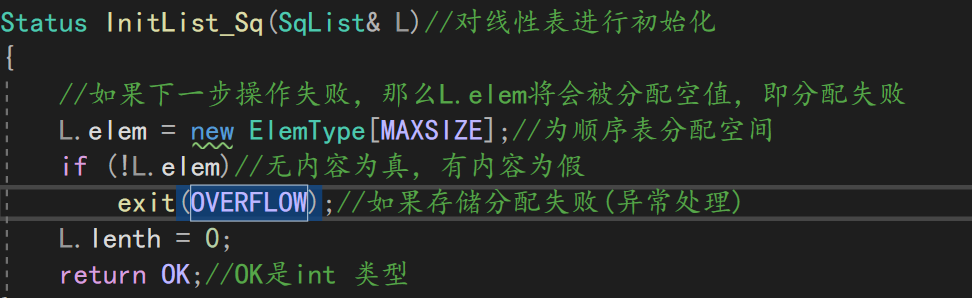 Status InitList_Sq(SqList& L)//对线性表进行初始化
{
//如果下一步操作失败，那么L.elem将会被分配空值，即分配失败
L.elem = new ElemType[MAXSIZE];//为顺序表分配空间
if (!L.elem)//无内容为真，有内容为假
exit(OVERFLOW);//如果存储分配失败(异常处理)
L.lenth = 0;
return OK;//OK是int 类型